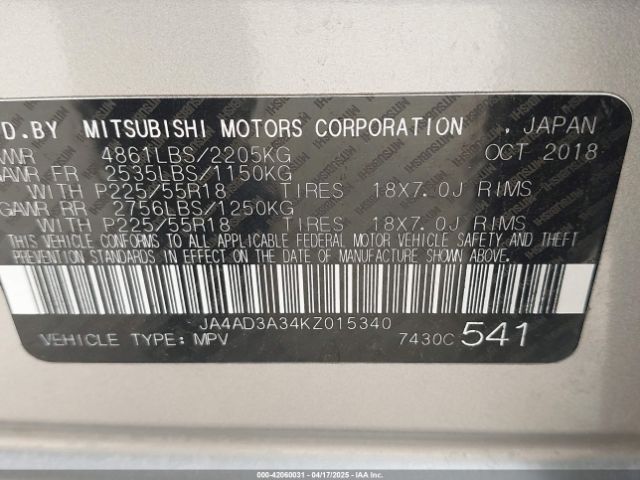 D.BY MITSUBISHI MOTORS CORPORATION , JAPAN
4861LBS/2205KG OCT 2018
AWR FR 2535LBS/1150KG
WITH P225/55R18 TIRES 18X7.0J RIMS
GAWR RR 2756LBS/1250KG
WITH P225/55R18 TIRES 18X7.0J RIMS
THIS VEHICLE CONFORMS TO ALL APPLICABLE FEDERAL MOTOR VEHICLE SAFETY AND THEFT
PREVENTION STANDARDS IN EFFECT ON THE DATE OF MANUFACTURE SHOWN ABOVE.
JA4AD3A34KZ015340
VEHICLE TYPE: MPV 7430C 541
000-42060031 - 04/17/2025 - IAA Inc.